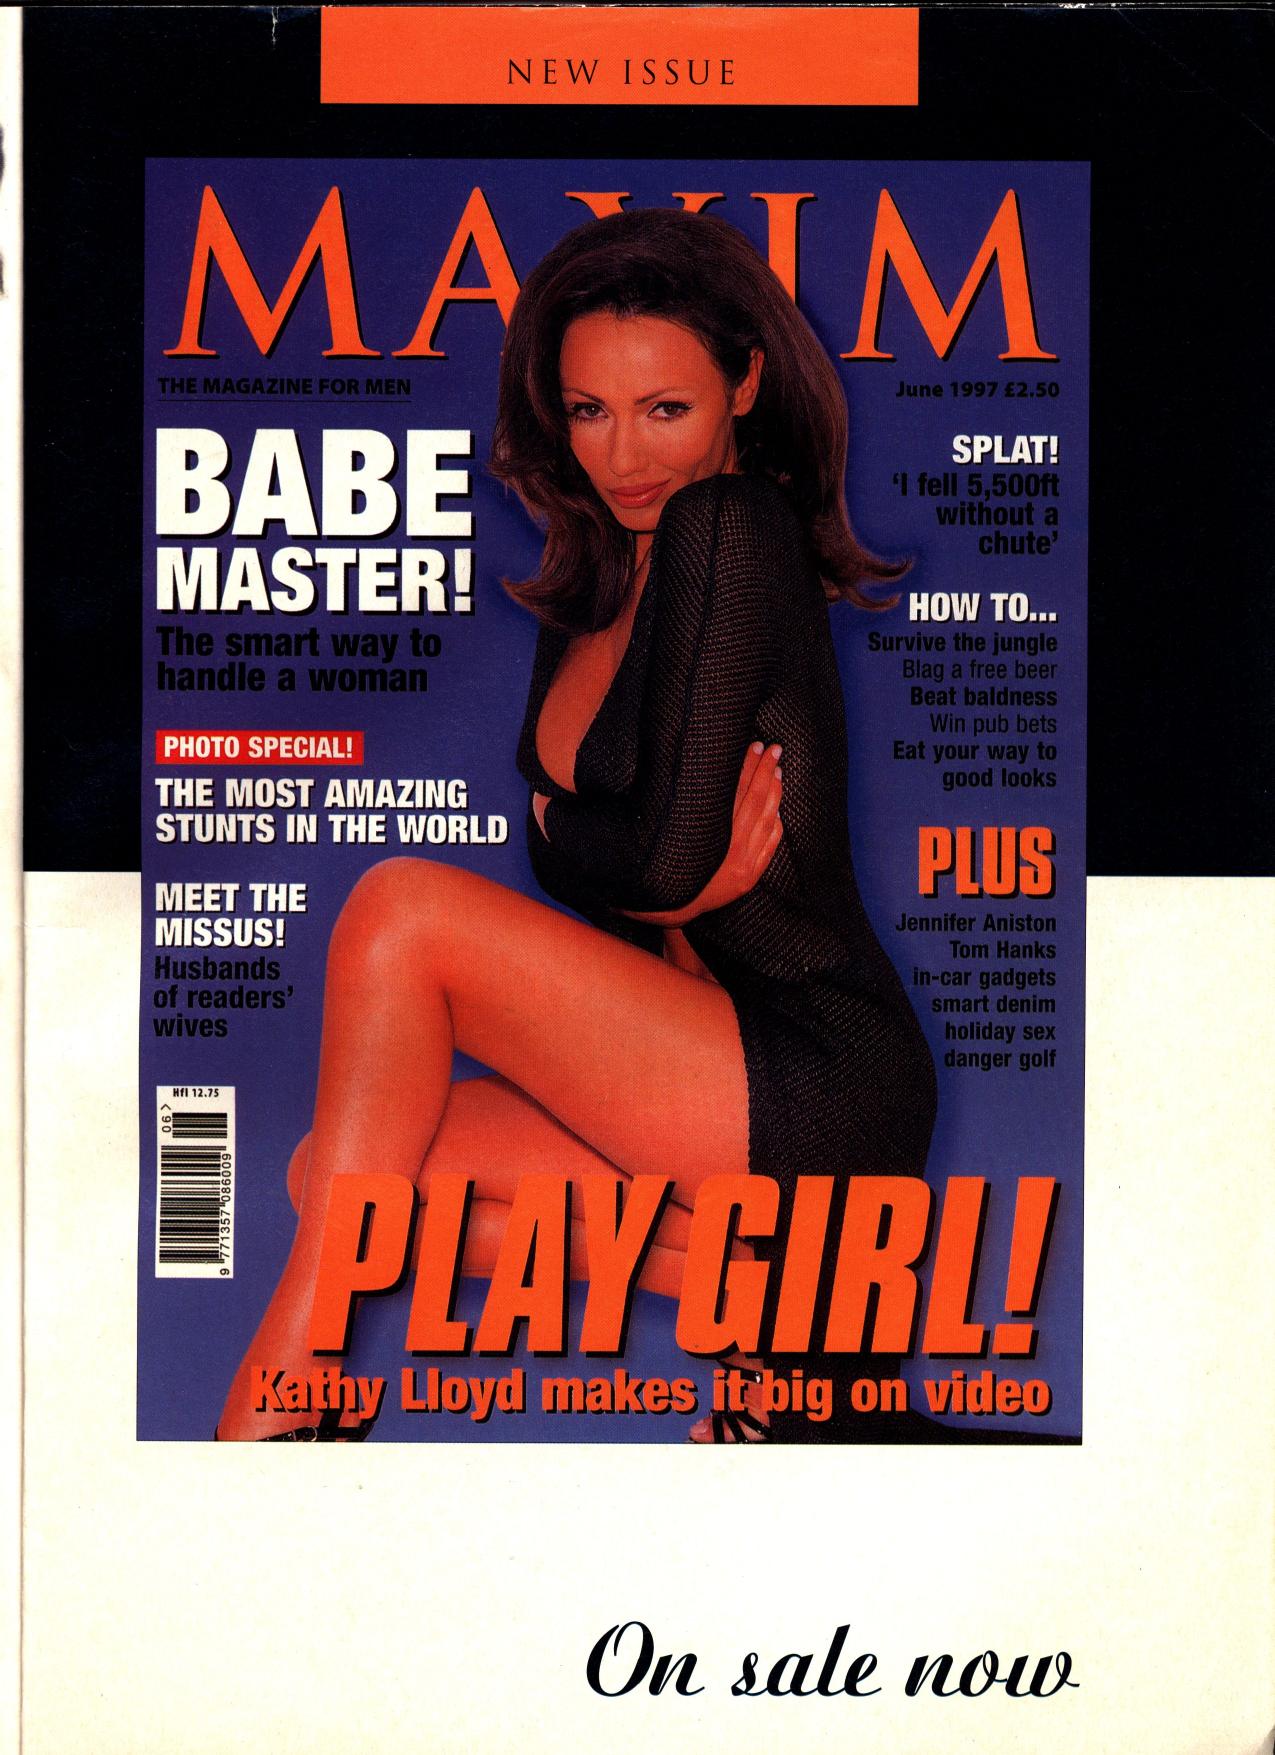 NEW ISSUE
MAXIM
THE MAGAZINE FOR MEN
June 1997 £2.50
BABE
MASTER!
The smart way to
handle a woman
PHOTO SPECIAL!
THE MOST AMAZING
STUNTS IN THE WORLD
MEET THE
MISSUS!
Husbands
of readers'
wives
SPLAT!
'I fell 5,500ft
without a
chute'
HOW TO...
Survive the jungle
Blag a free beer
Beat baldness
Win pub bets
Eat your way to
good looks
PLUS
Jennifer Aniston
Tom Hanks
in-car gadgets
smart denim
holiday sex
danger golf
Hfl 12.75
06>
9 771357 086009
PLAY GIRL!
Kathy Lloyd makes it big on video
On sale now